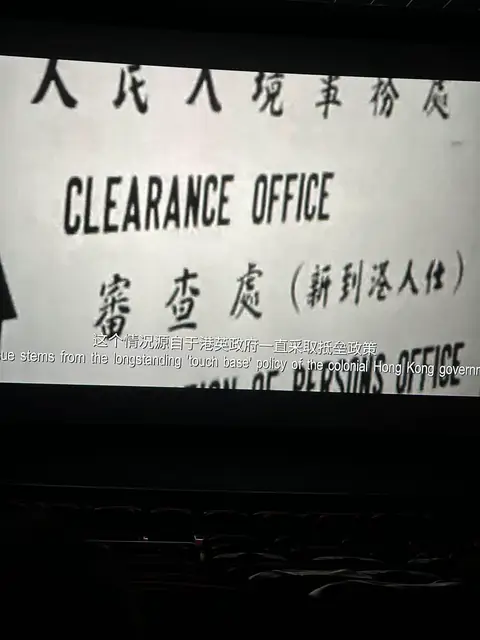 人民入境事務處
CLEARANCE OFFICE
審查處(新到港人仕)
这个情况源自于港英政府一直采取抵垒政策
ue stems from the longstanding 'touch base' policy of the colonial Hong Kong governm
OF PERSONS OFFICE